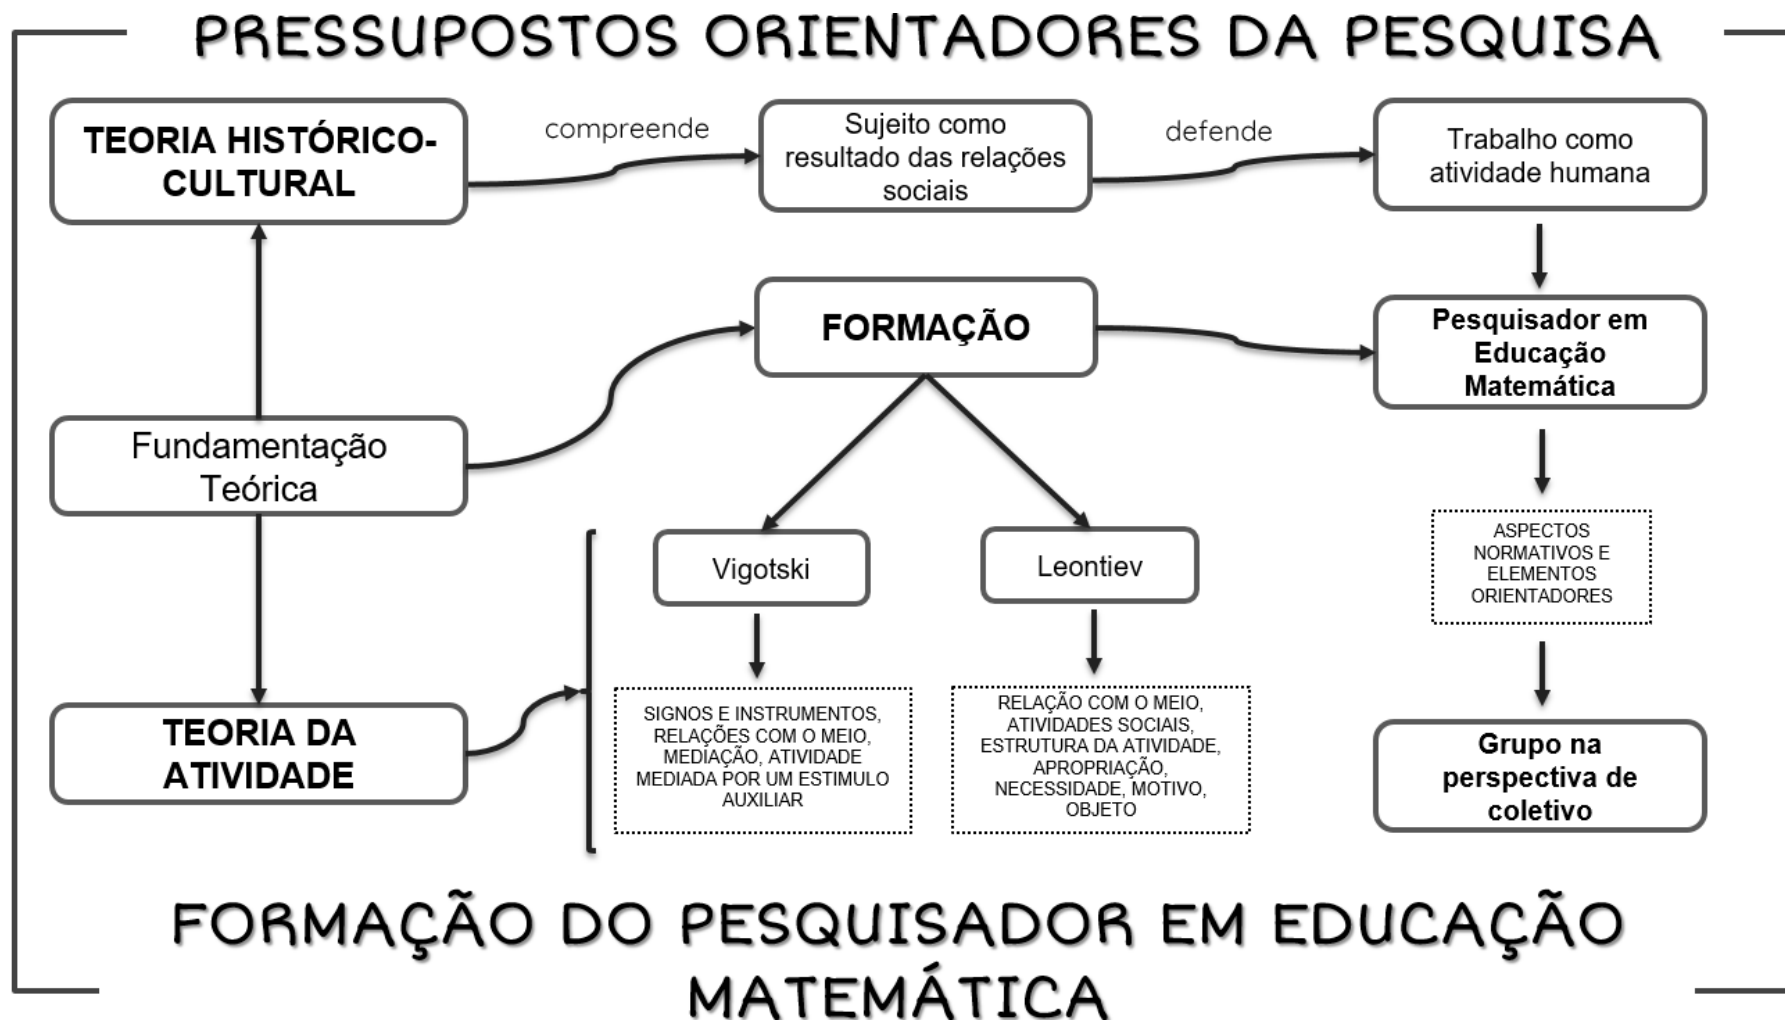 PRESSUPOSTOS ORIENTADORES DA PESQUISA
TEORIA HISTÓRICO-
CULTURAL
compreende
Sujeito como
resultado das relações
sociais
defende
Trabalho como
atividade humana
FORMAÇÃO
Pesquisador em
Educação
Matemática
Fundamentação
Teórica
Vigotski
Leontiev
ASPECTOS
NORMATIVOS E
ELEMENTOS
ORIENTADORES
TEORIA DA
ATIVIDADE
SIGNOS E INSTRUMENTOS,
RELAÇÕES COM O MEIO,
MEDIAÇÃO, ATIVIDADE
MEDIADA POR UM ESTIMULO
AUXILIAR
RELAÇÃO COM O MEIO,
ATIVIDADES SOCIAIS,
ESTRUTURA DA ATIVIDADE,
APROPRIAÇÃO,
NECESSIDADE, MOTIVO,
OBJETO
Grupo na
perspectiva de
coletivo
FORMAÇÃO DO PESQUISADOR EM EDUCAÇÃO
MATEMÁTICA